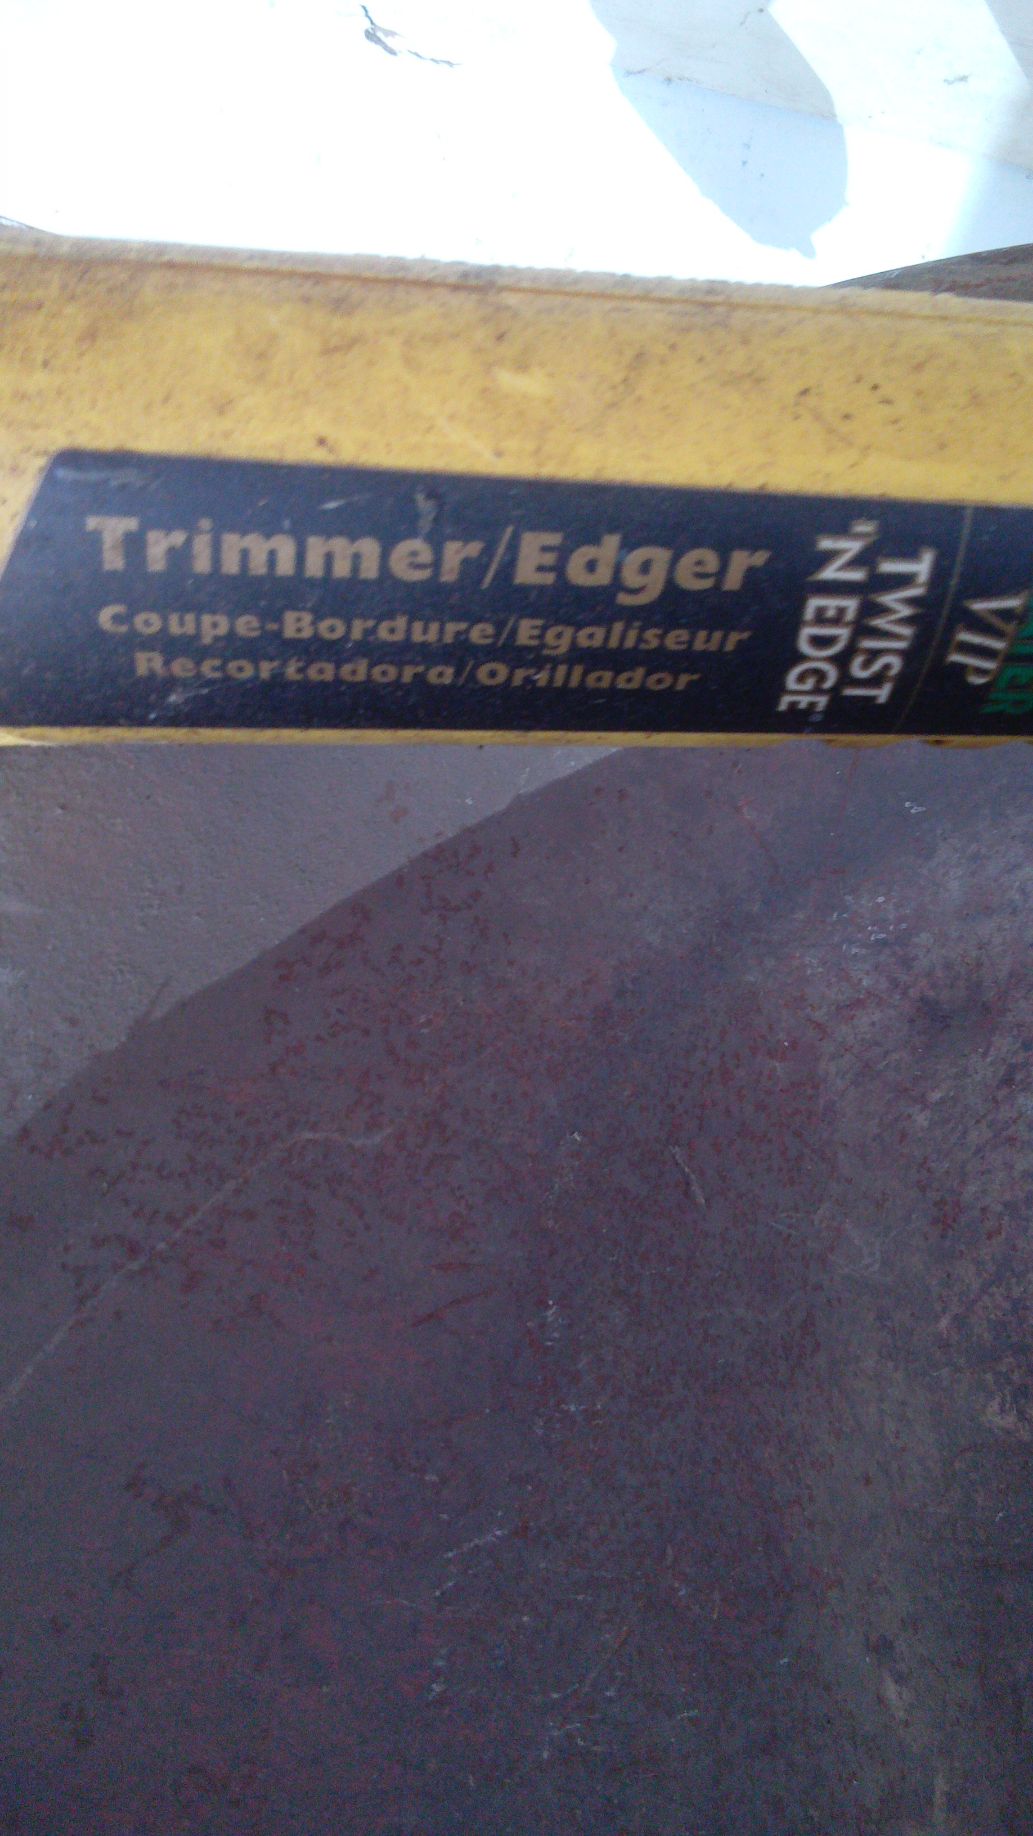 Trimmer/Edger
Coupe-Bordure/Egaliseur
Recortadora/Orillador
TWIST
'N EDGE
VIP